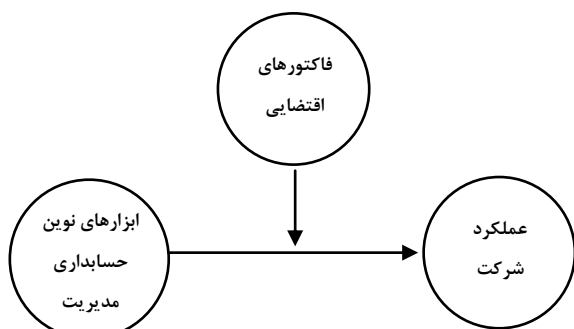 فاکتورهای
اقتضایی
ابزارهای نوین
حسابداری
مدیریت
عملکرد
شرکت